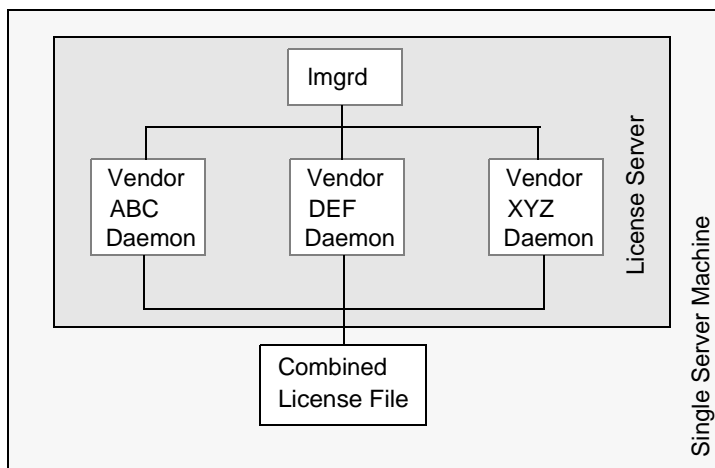 lmgrd
Vendor
ABC
Daemon
Vendor
DEF
Daemon
Vendor
XYZ
Daemon
License Server
Single Server Machine
Combined
License File